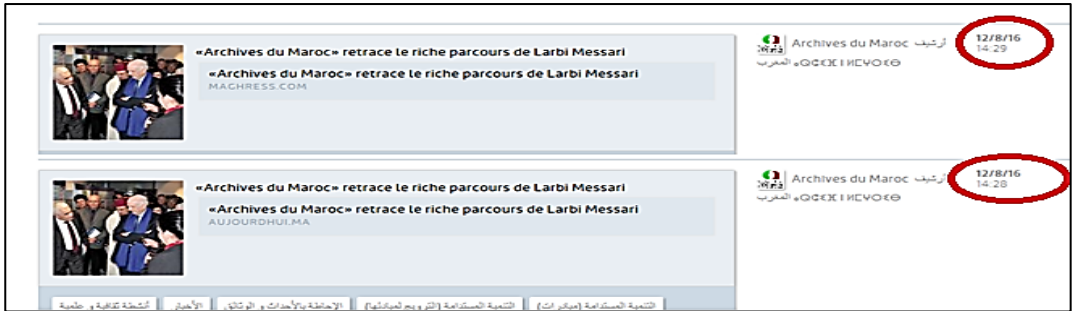 «Archives du Maroc» retrace le riche parcours de Larbi Messari
«Archives du Maroc» retrace le riche parcours de Larbi Messari
MAGHRESS.COM
Archives du Maroc أرشيف
المغرب
12/8/16
14:29
«Archives du Maroc» retrace le riche parcours de Larbi Messari
«Archives du Maroc» retrace le riche parcours de Larbi Messari
AUJOURDHUI.MA
Archives du Maroc أرشيف
المغرب
12/8/16
14:28
التنمية المستدامة (مبادرات) التنمية المستدامة (الترويج لمبادئها) الإحاطة بالأحداث و الوثائق الأخبار أنشطة ثقافية و علمية